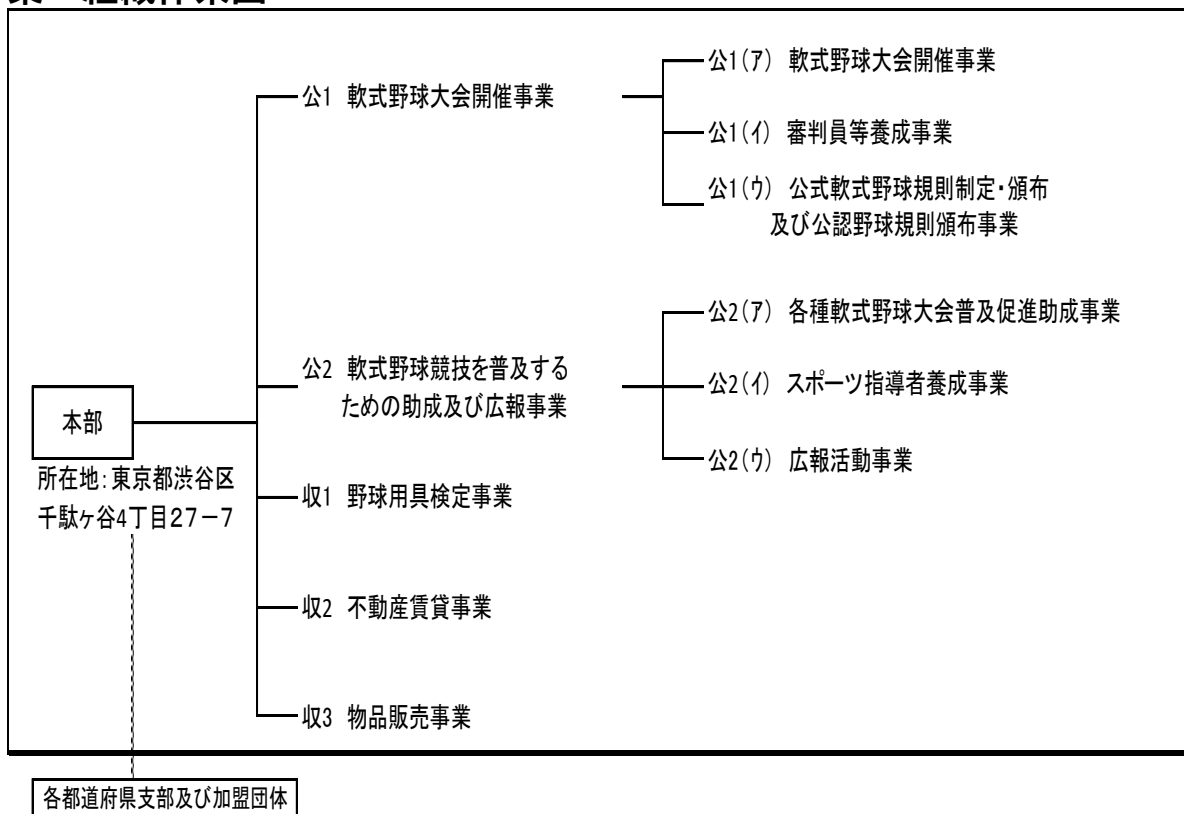 公1 軟式野球大会開催事業
公1(ア) 軟式野球大会開催事業
公1(イ) 審判員等養成事業
公1(ウ) 公式軟式野球規則制定・頒布
及び公認野球規則頒布事業
公2 軟式野球競技を普及する
ための助成及び広報事業
公2(ア) 各種軟式野球大会普及促進助成事業
公2(イ) スポーツ指導者養成事業
公2(ウ) 広報活動事業
本部
所在地:東京都渋谷区
千駄ヶ谷4丁目27-7
収1 野球用具検定事業
収2 不動産賃貸事業
収3 物品販売事業
各都道府県支部及び加盟団体